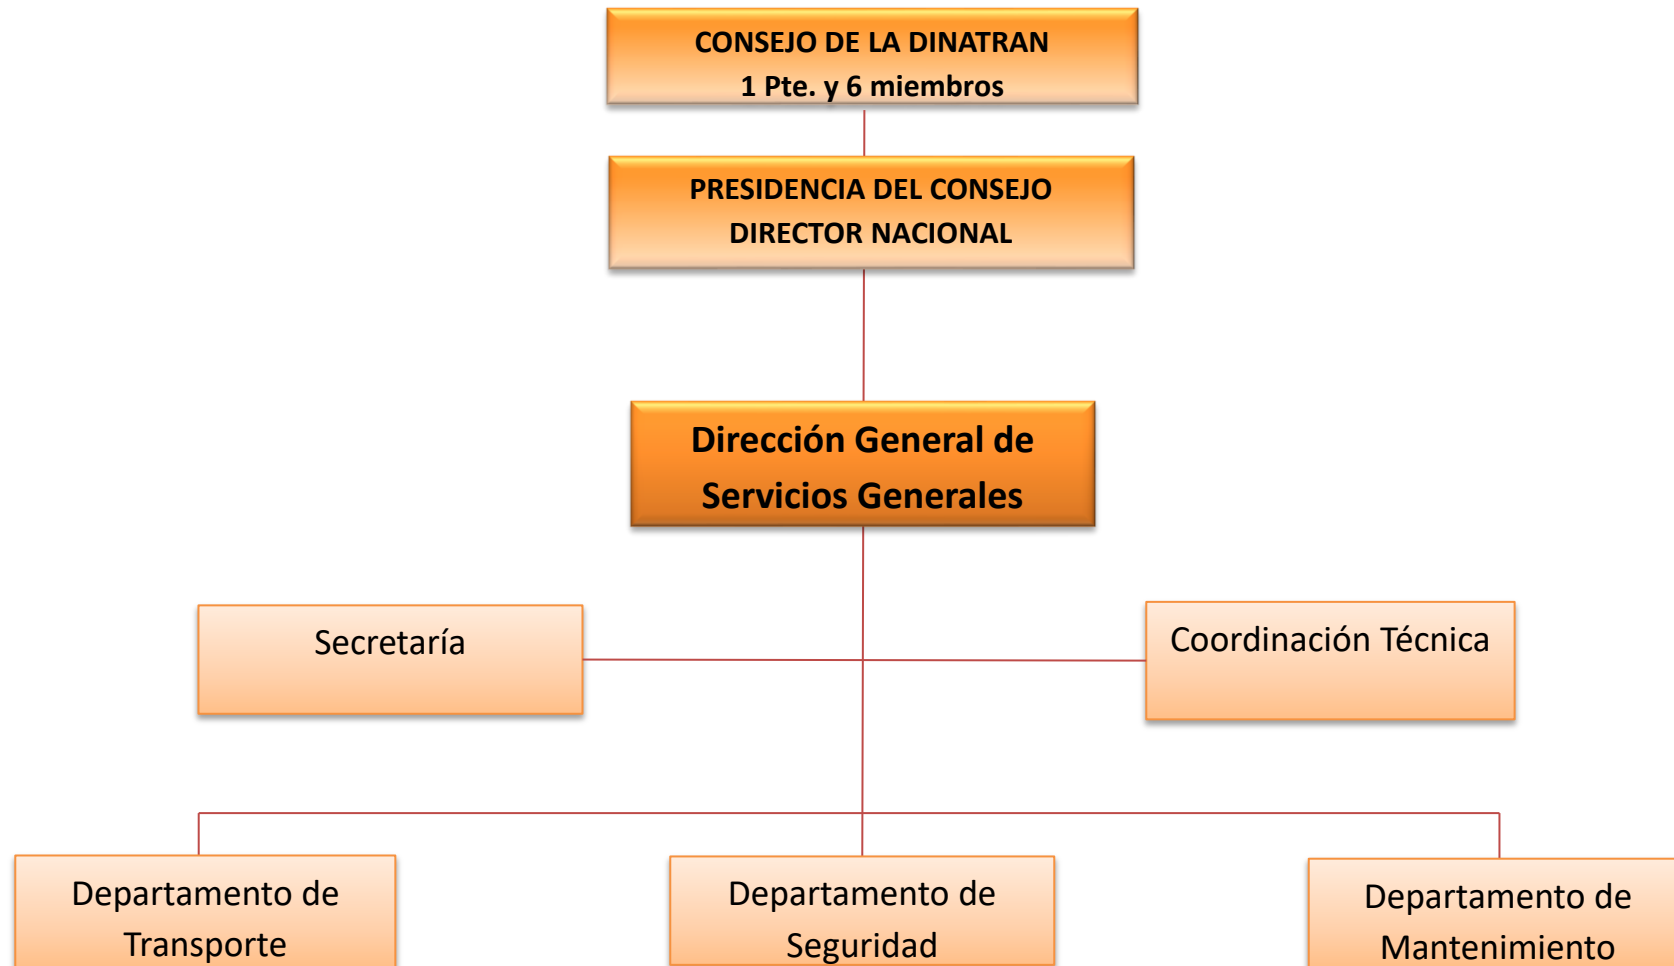 CONSEJO DE LA DINATRAN
1 Pte. y 6 miembros
PRESIDENCIA DEL CONSEJO
DIRECTOR NACIONAL
Dirección General de
Servicios Generales
Secretaría
Coordinación Técnica
Departamento de
Transporte
Departamento de
Seguridad
Departamento de
Mantenimiento